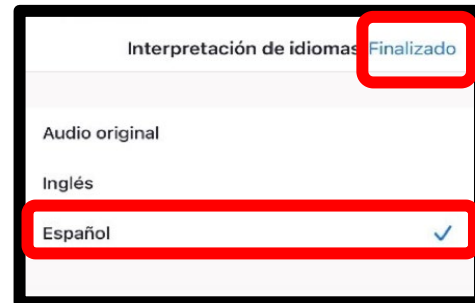 Interpretación de idiomas Finalizado
Audio original
Inglés
Español